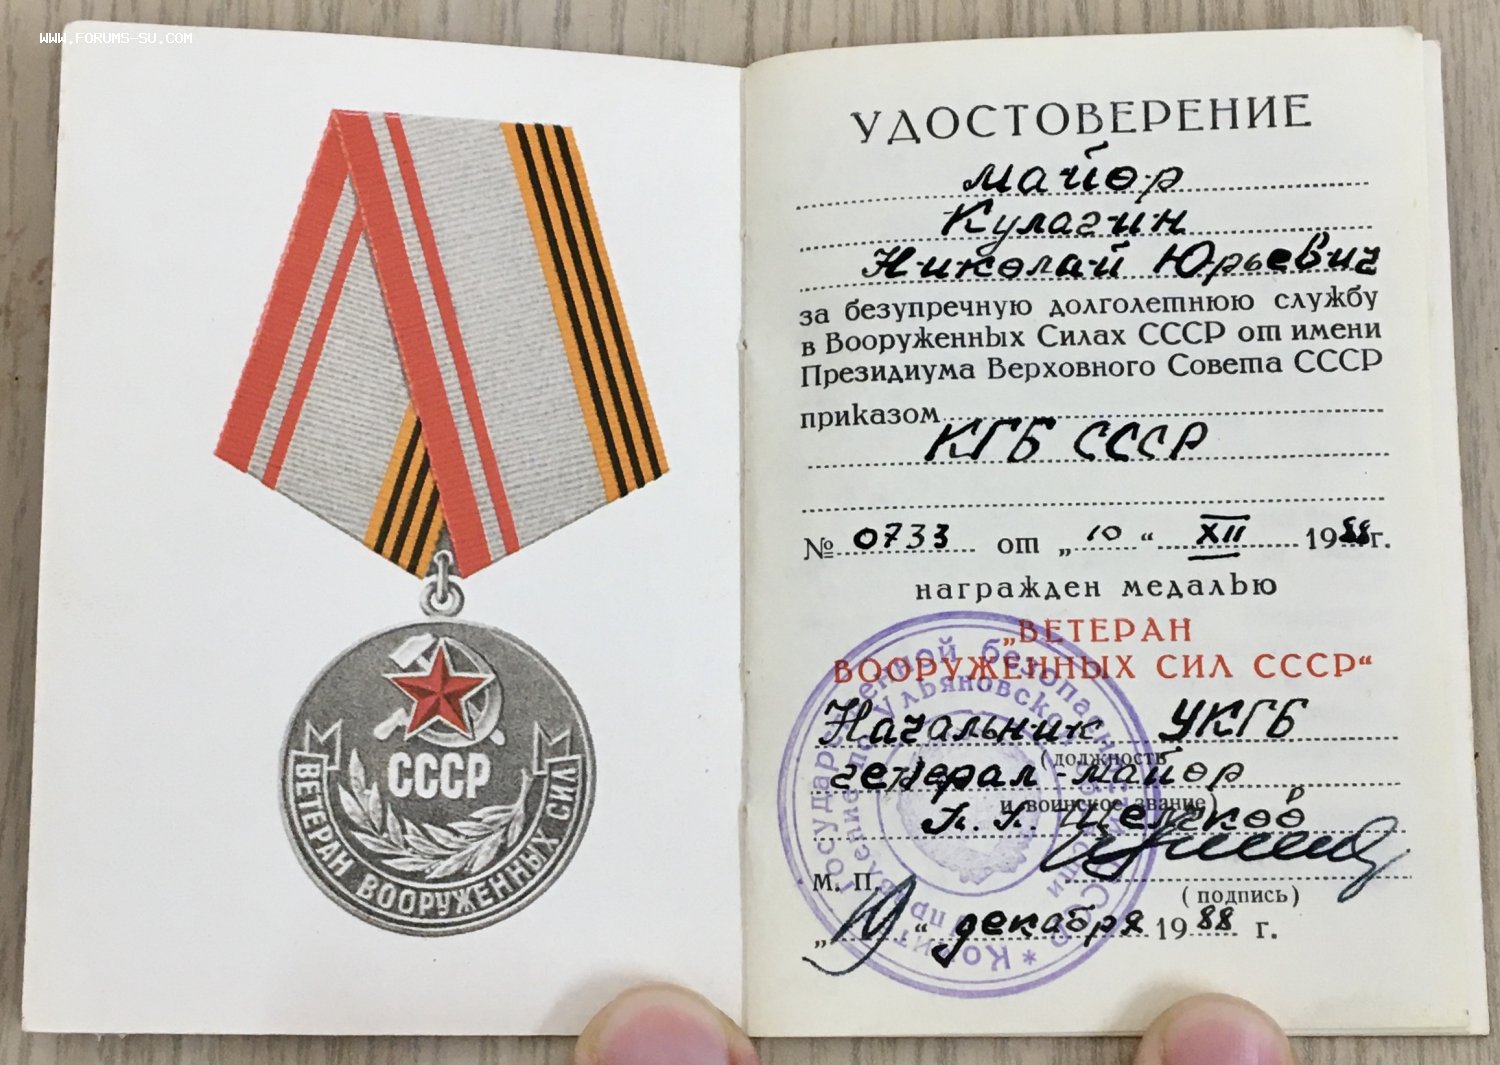 www.forums-su.com
СССР
ВЕТЕРАН ВООРУЖЕННЫХ СИЛ
УДОСТОВЕРЕНИЕ
майор
Кулагин
Николай Юрьевич
за безупречную долголетнюю службу
в Вооруженных Силах СССР от имени
Президиума Верховного Совета СССР
приказом
КГБ СССР
№ 0733 от „10“ XII 1988 г.
награжден медалью
„ВЕТЕРАН
ВООРУЖЕННЫХ СИЛ СССР“
Начальник УКГБ
(должность
генерал-майор
и воинское звание)
М. П.
(подпись)
декабря 1988 г.